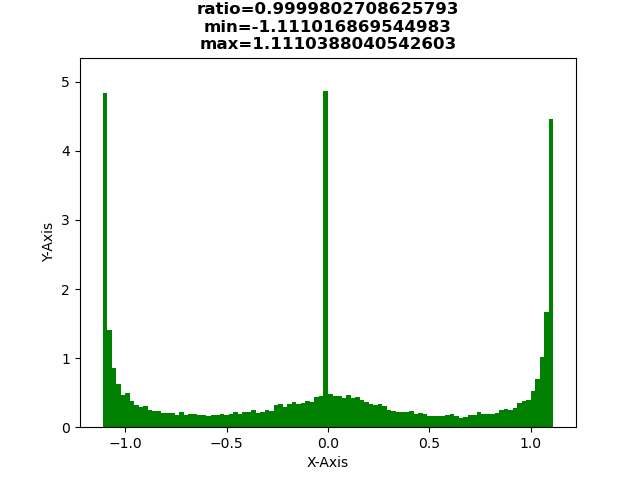 ratio=0.9999802708625793
min=-1.111016869544983
max=1.1110388040542603
Y-Axis
5
4
3
2
1
0
−1.0 −0.5 0.0 0.5 1.0
X-Axis